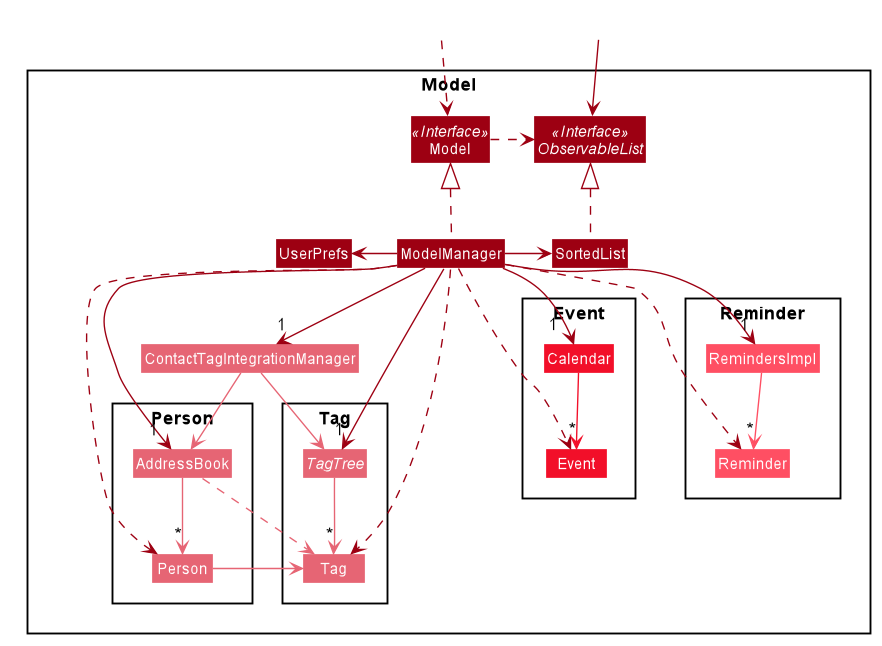 Model
«Interface»
Model
«Interface»
ObservableList
UserPrefs
ModelManager
SortedList
Event
Reminder
1
1
1
ContactTagIntegrationManager
Calendar
RemindersImpl
Person
Tag
1
1
*
*
AddressBook
TagTree
Event
Reminder
*
*
Person
Tag